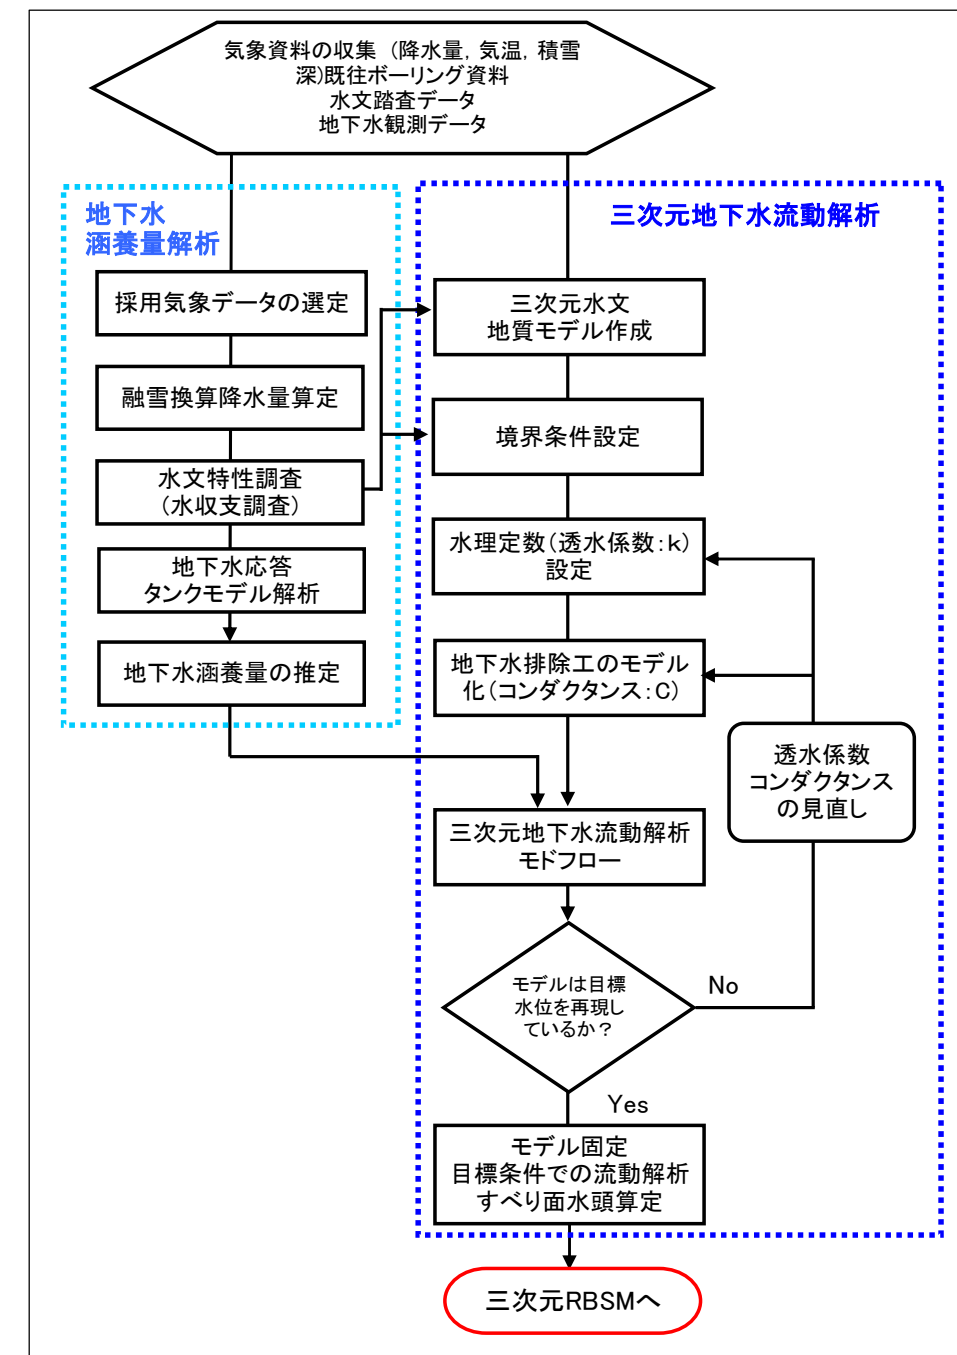 気象資料の収集 (降水量, 気温, 積雪
深)既往ボーリング資料
水文踏査データ
地下水観測データ
地下水
涵養量解析
採用気象データの選定
融雪換算降水量算定
水文特性調査
(水収支調査)
地下水応答
タンクモデル解析
地下水涵養量の推定
三次元地下水流動解析
三次元水文
地質モデル作成
境界条件設定
水理定数(透水係数:k)
設定
地下水排除工のモデル
化(コンダクタンス:C)
透水係数
コンダクタンス
の見直し
三次元地下水流動解析
モドフロー
モデルは目標
水位を再現し
ているか?
No
Yes
モデル固定
目標条件での流動解析
すべり面水頭算定
三次元RBSMへ